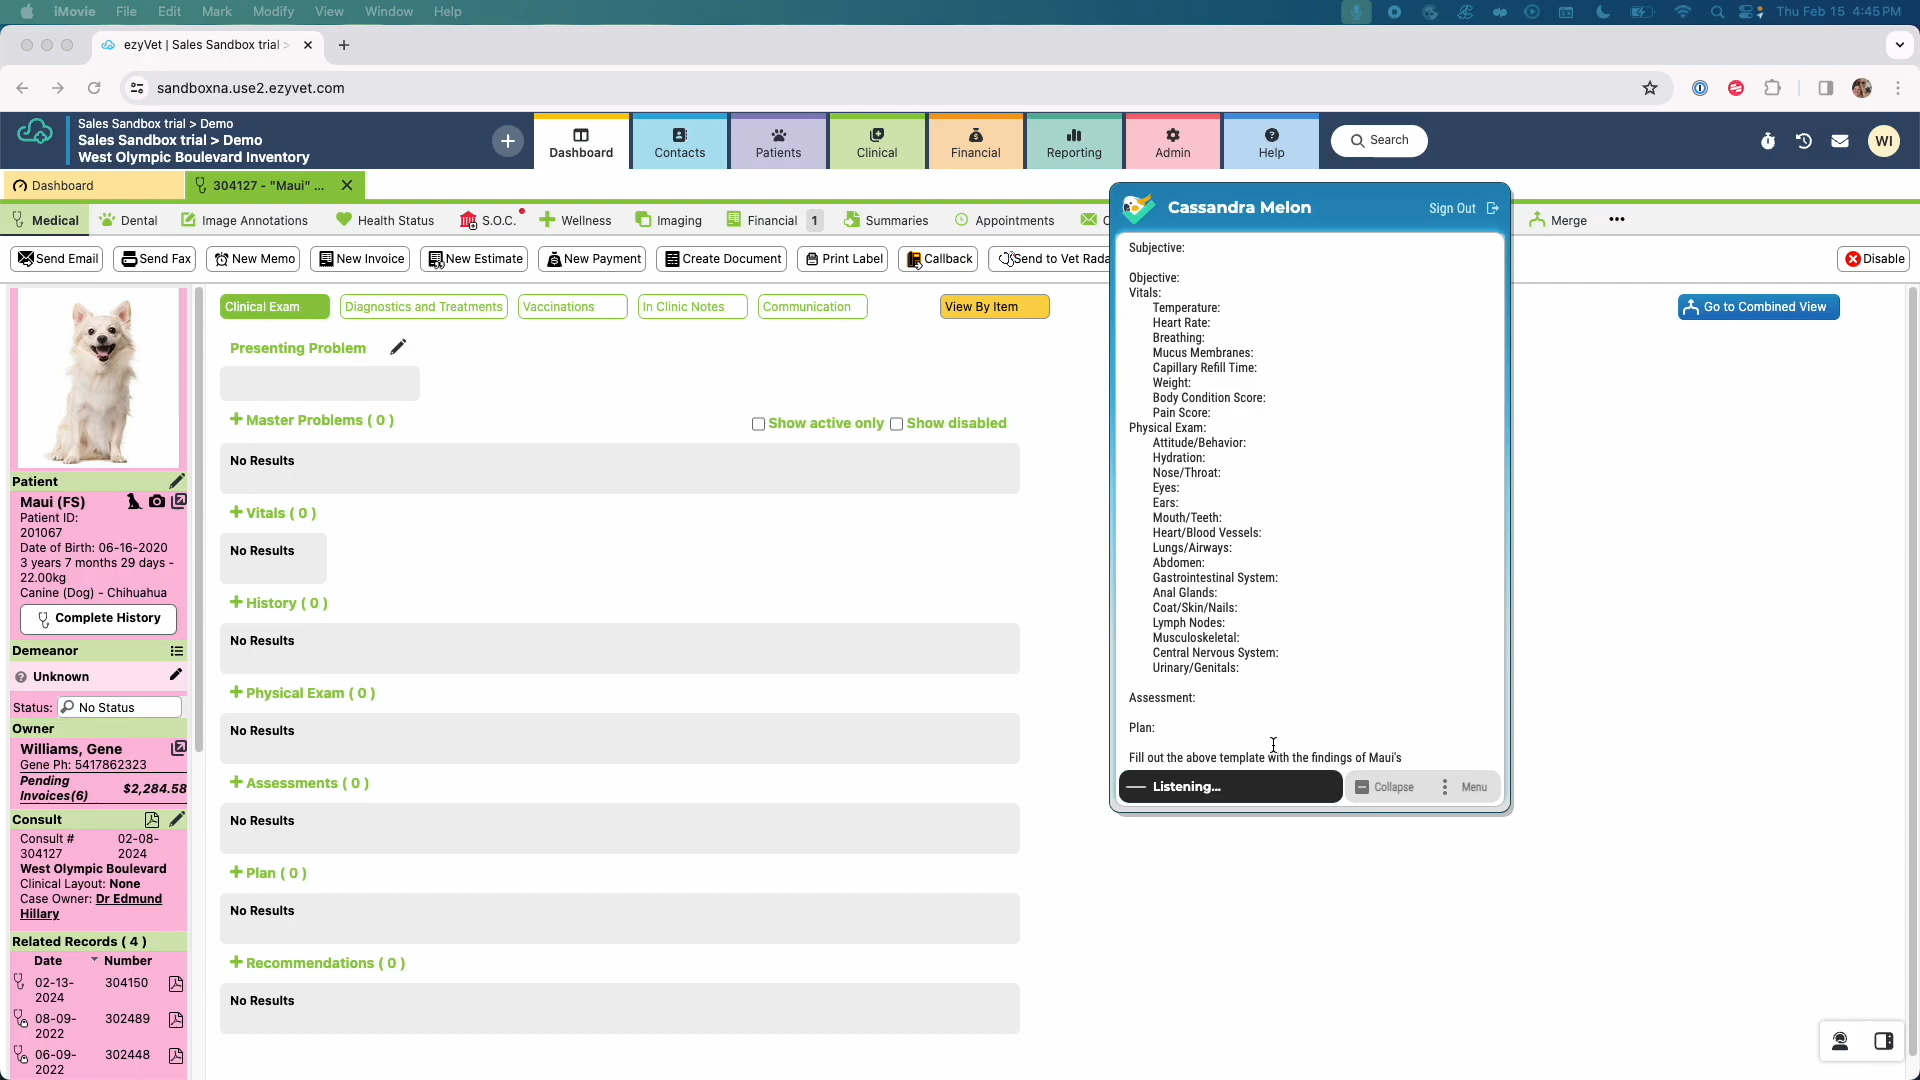 iMovie File Edit Mark Modify View Window Help
Thu Feb 15 4:45 PM
ezyVet | Sales Sandbox trial >
sandboxna.use2.ezyvet.com
Sales Sandbox trial > Demo
Sales Sandbox trial > Demo
West Olympic Boulevard Inventory
Dashboard
Contacts
Patients
Clinical
Financial
Reporting
Admin
Help
Search
WI
Dashboard
304127 - "Maui" ...
Medical
Dental
Image Annotations
Health Status
S.O.C.
Wellness
Imaging
Financial 1
Summaries
Appointments
Merge
Send Email
Send Fax
New Memo
New Invoice
New Estimate
New Payment
Create Document
Print Label
Callback
Send to Vet Rada
Disable
Patient
Maui (FS)
Patient ID:
201067
Date of Birth: 06-16-2020
3 years 7 months 29 days -
22.00kg
Canine (Dog) - Chihuahua
Complete History
Demeanor
Unknown
Status: No Status
Owner
Williams, Gene
Gene Ph: 5417862323
Pending
Invoices(6) $2,284.58
Consult
Consult # 02-08-
304127 2024
West Olympic Boulevard
Clinical Layout: None
Case Owner: Dr Edmund
Hillary
Related Records ( 4 )
Date Number
02-13- 304150
2024
08-09- 302489
2022
06-09- 302448
2022
Clinical Exam
Diagnostics and Treatments
Vaccinations
In Clinic Notes
Communication
View By Item
Go to Combined View
Presenting Problem
Master Problems ( 0 )
Show active only
Show disabled
No Results
Vitals ( 0 )
No Results
History ( 0 )
No Results
Physical Exam ( 0 )
No Results
Assessments ( 0 )
No Results
Plan ( 0 )
No Results
Recommendations ( 0 )
No Results
Cassandra Melon
Sign Out
Subjective:
Objective:
Vitals:
Temperature:
Heart Rate:
Breathing:
Mucus Membranes:
Capillary Refill Time:
Weight:
Body Condition Score:
Pain Score:
Physical Exam:
Attitude/Behavior:
Hydration:
Nose/Throat:
Eyes:
Ears:
Mouth/Teeth:
Heart/Blood Vessels:
Lungs/Airways:
Abdomen:
Gastrointestinal System:
Anal Glands:
Coat/Skin/Nails:
Lymph Nodes:
Musculoskeletal:
Central Nervous System:
Urinary/Genitals:
Assessment:
Plan:
Fill out the above template with the findings of Maui's
Listening...
Collapse
Menu